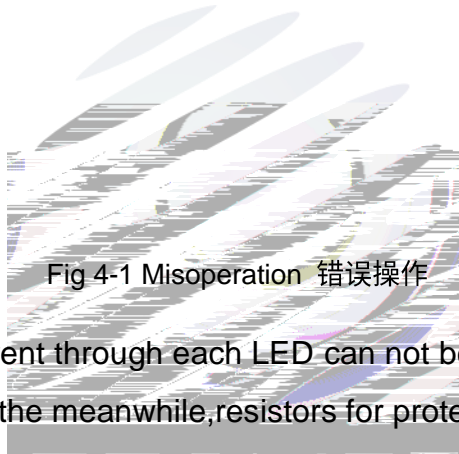 Fig 4-1 Misoperation 错误操作
ent through each LED can not b
the meanwhile,resistors for prote